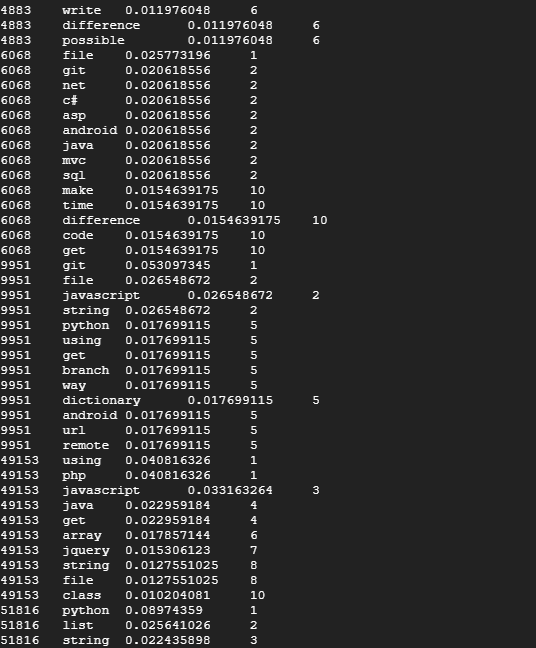 4883 write 0.011976048 6
4883 difference 0.011976048 6
4883 possible 0.011976048 6
6068 file 0.025773196 1
6068 git 0.020618556 2
6068 net 0.020618556 2
6068 c# 0.020618556 2
6068 asp 0.020618556 2
6068 android 0.020618556 2
6068 java 0.020618556 2
6068 mvc 0.020618556 2
6068 sql 0.020618556 2
6068 make 0.0154639175 10
6068 time 0.0154639175 10
6068 difference 0.0154639175 10
6068 code 0.0154639175 10
6068 get 0.0154639175 10
9951 git 0.053097345 1
9951 file 0.026548672 2
9951 javascript 0.026548672 2
9951 string 0.026548672 2
9951 python 0.017699115 5
9951 using 0.017699115 5
9951 get 0.017699115 5
9951 branch 0.017699115 5
9951 way 0.017699115 5
9951 dictionary 0.017699115 5
9951 android 0.017699115 5
9951 url 0.017699115 5
9951 remote 0.017699115 5
49153 using 0.040816326 1
49153 php 0.040816326 1
49153 javascript 0.033163264 3
49153 java 0.022959184 4
49153 get 0.022959184 4
49153 array 0.017857144 6
49153 jquery 0.015306123 7
49153 string 0.0127551025 8
49153 file 0.0127551025 8
49153 class 0.010204081 10
51816 python 0.08974359 1
51816 list 0.025641026 2
51816 string 0.022435898 3